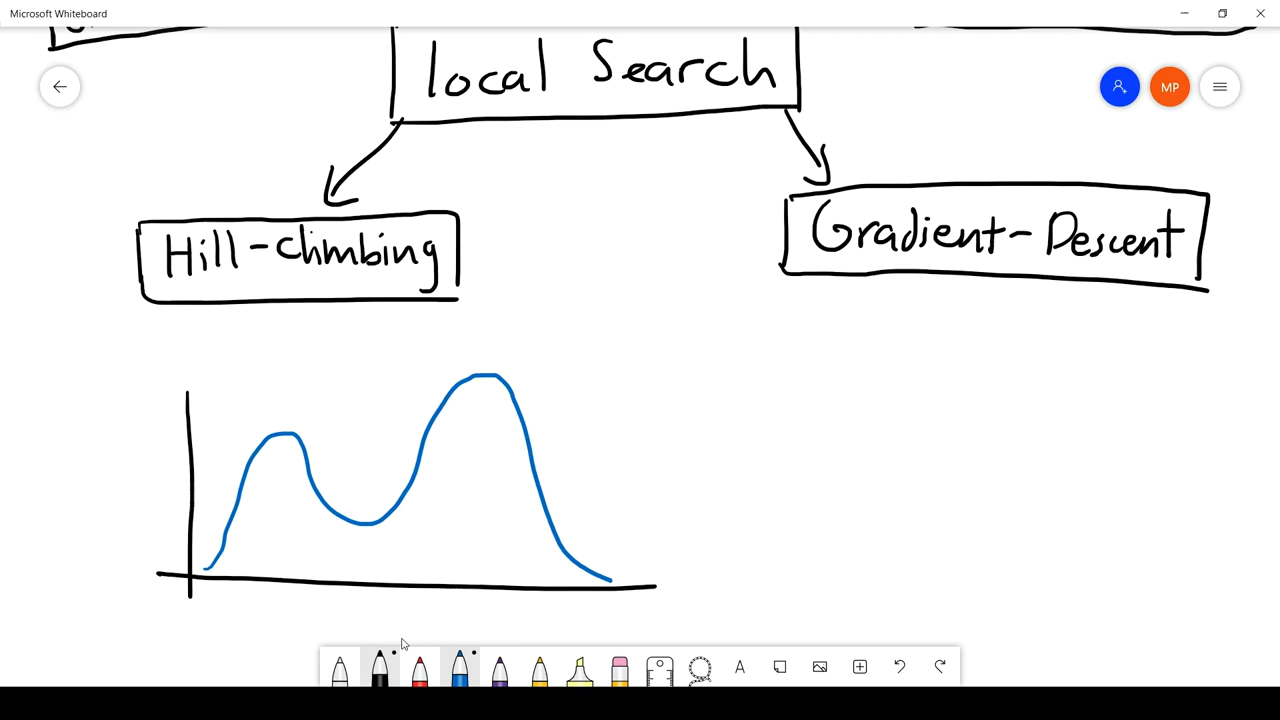 Microsoft Whiteboard
local Search
MP
Hill-climbing
Gradient-Descent
A